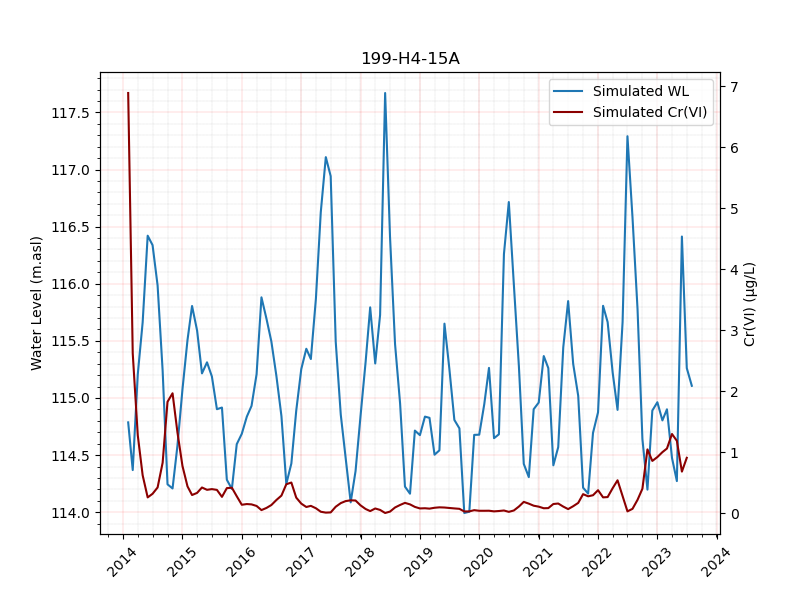 199-H4-15A
Simulated WL
Simulated Cr(VI)
Water Level (m.asl)
117.5
117.0
116.5
116.0
115.5
115.0
114.5
114.0
7
6
5
4
3
2
1
0
Cr(VI) (μg/L)
2014 2015 2016 2017 2018 2019 2020 2021 2022 2023 2024